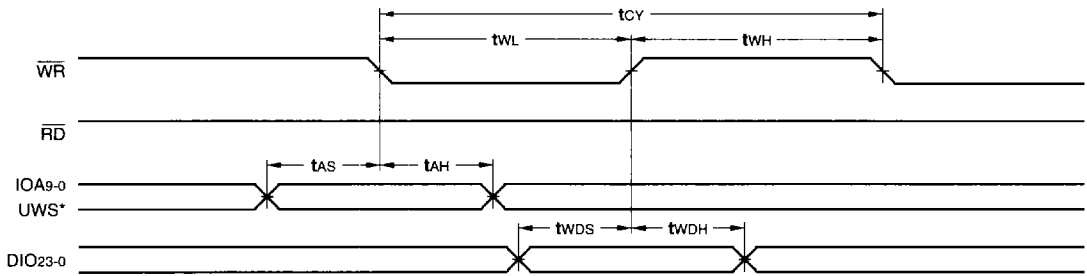 tCY
tWL tWH
WR
RD
tAS tAH
IOA9-0
UWS*
tWDS tWDH
DIO23-0